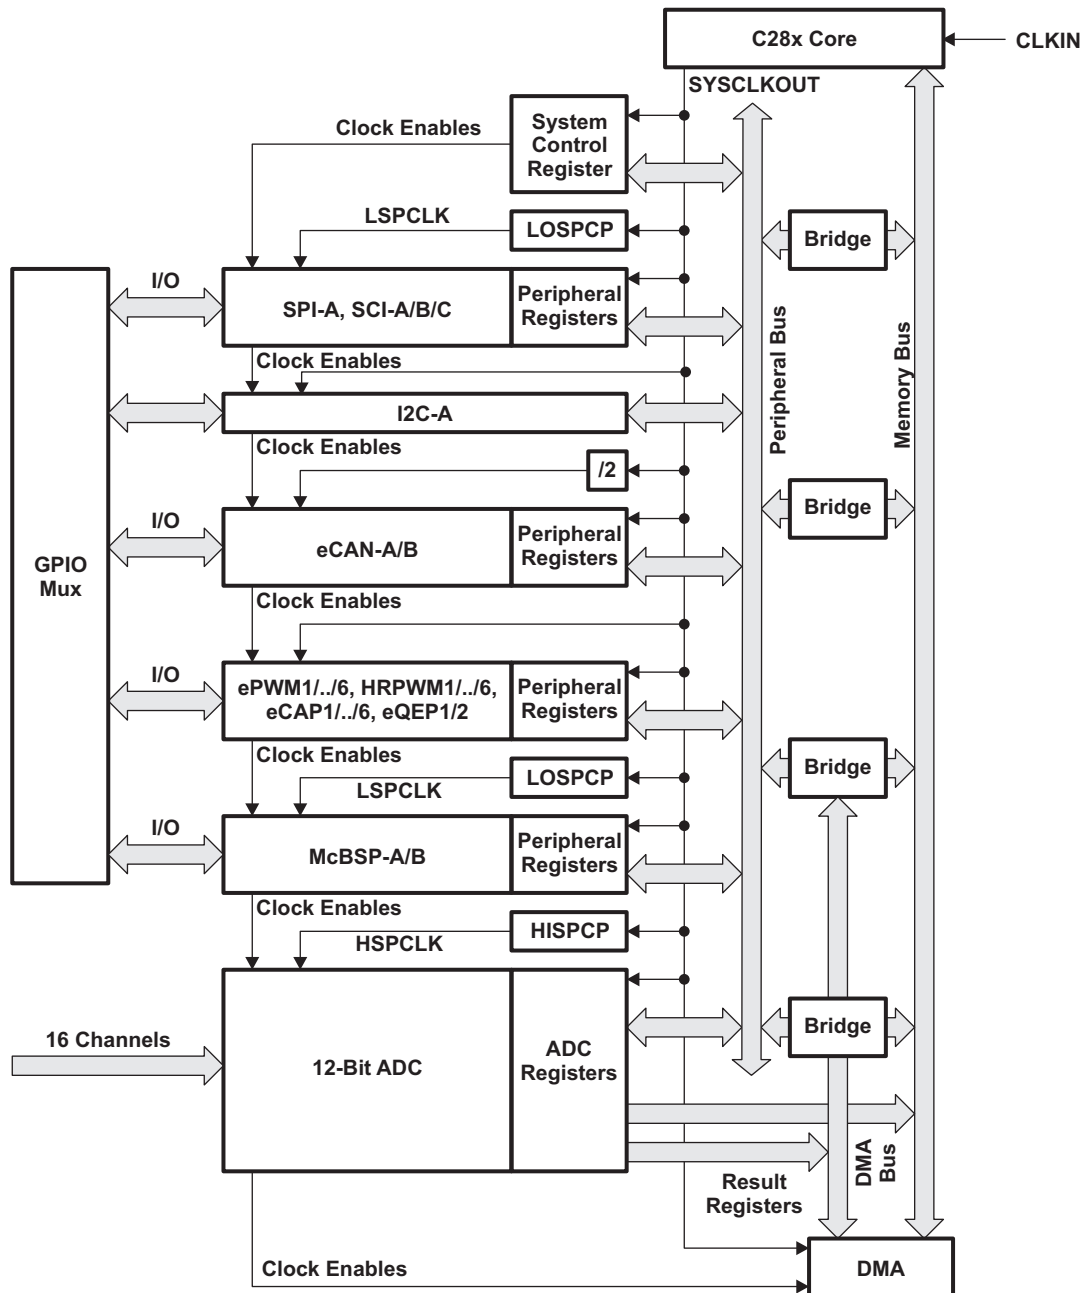 C28x Core
CLKIN
SYSCLKOUT
Clock Enables
System
Control
Register
LSPCLK
LOSPCP
Bridge
I/O
SPI-A, SCI-A/B/C
Peripheral
Registers
Peripheral Bus
Memory Bus
Clock Enables
I2C-A
Clock Enables
/2
Bridge
I/O
eCAN-A/B
Peripheral
Registers
GPIO
Mux
Clock Enables
I/O
ePWM1/../6, HRPWM1/../6,
eCAP1/../6, eQEP1/2
Peripheral
Registers
Clock Enables
Bridge
LSPCLK
LOSPCP
I/O
McBSP-A/B
Peripheral
Registers
Clock Enables
HSPCLK
HISPCP
16 Channels
12-Bit ADC
ADC
Registers
Bridge
DMA
Bus
Result
Registers
Clock Enables
DMA